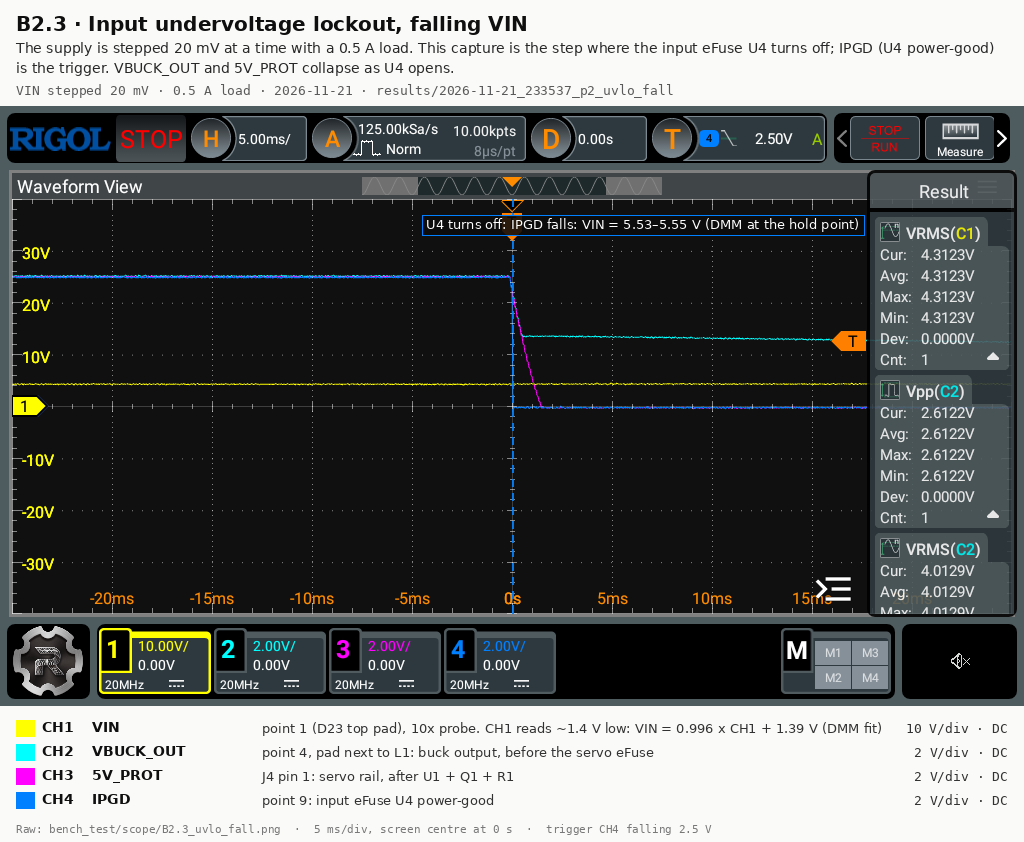 B2.3 · Input undervoltage lockout, falling VIN
The supply is stepped 20 mV at a time with a 0.5 A load. This capture is the step where the input eFuse U4 turns off; IPGD (U4 power-good)
is the trigger. VBUCK_OUT and 5V_PROT collapse as U4 opens.
VIN stepped 20 mV · 0.5 A load · 2026-11-21 · results/2026-11-21_233537_p2_uvlo_fall
RIGOL STOP H 5.00ms/ A 125.00kSa/s 10.00kpts D 0.00s T 4 2.50V A STOP
RUN Measure
Norm 8µs/pt
Waveform View
Result
U4 turns off; IPGD falls: VIN = 5.53–5.55 V (DMM at the hold point)
30V
20V
10V
1
-10V
-20V
-30V
T
-20ms -15ms -10ms -5ms 0s 5ms 10ms 15ms
VRMS(C1)
Cur: 4.3123V
Avg: 4.3123V
Max: 4.3123V
Min: 4.3123V
Dev: 0.0000V
Cnt: 1
Vpp(C2)
Cur: 2.6122V
Avg: 2.6122V
Max: 2.6122V
Min: 2.6122V
Dev: 0.0000V
Cnt: 1
VRMS(C2)
Cur: 4.0129V
Avg: 4.0129V
Max: 4.0129V
1 10.00V/ 0.00V 20MHz
2 2.00V/ 0.00V 20MHz
3 2.00V/ 0.00V 20MHz
4 2.00V/ 0.00V 20MHz
M M1 M3
M2 M4
R
CH1 VIN point 1 (D23 top pad), 10x probe. CH1 reads ~1.4 V low: VIN = 0.996 x CH1 + 1.39 V (DMM fit) 10 V/div · DC
CH2 VBUCK_OUT point 4, pad next to L1: buck output, before the servo eFuse 2 V/div · DC
CH3 5V_PROT J4 pin 1: servo rail, after U1 + Q1 + R1 2 V/div · DC
CH4 IPGD point 9: input eFuse U4 power-good 2 V/div · DC
Raw: bench_test/scope/B2.3_uvlo_fall.png · 5 ms/div, screen centre at 0 s · trigger CH4 falling 2.5 V